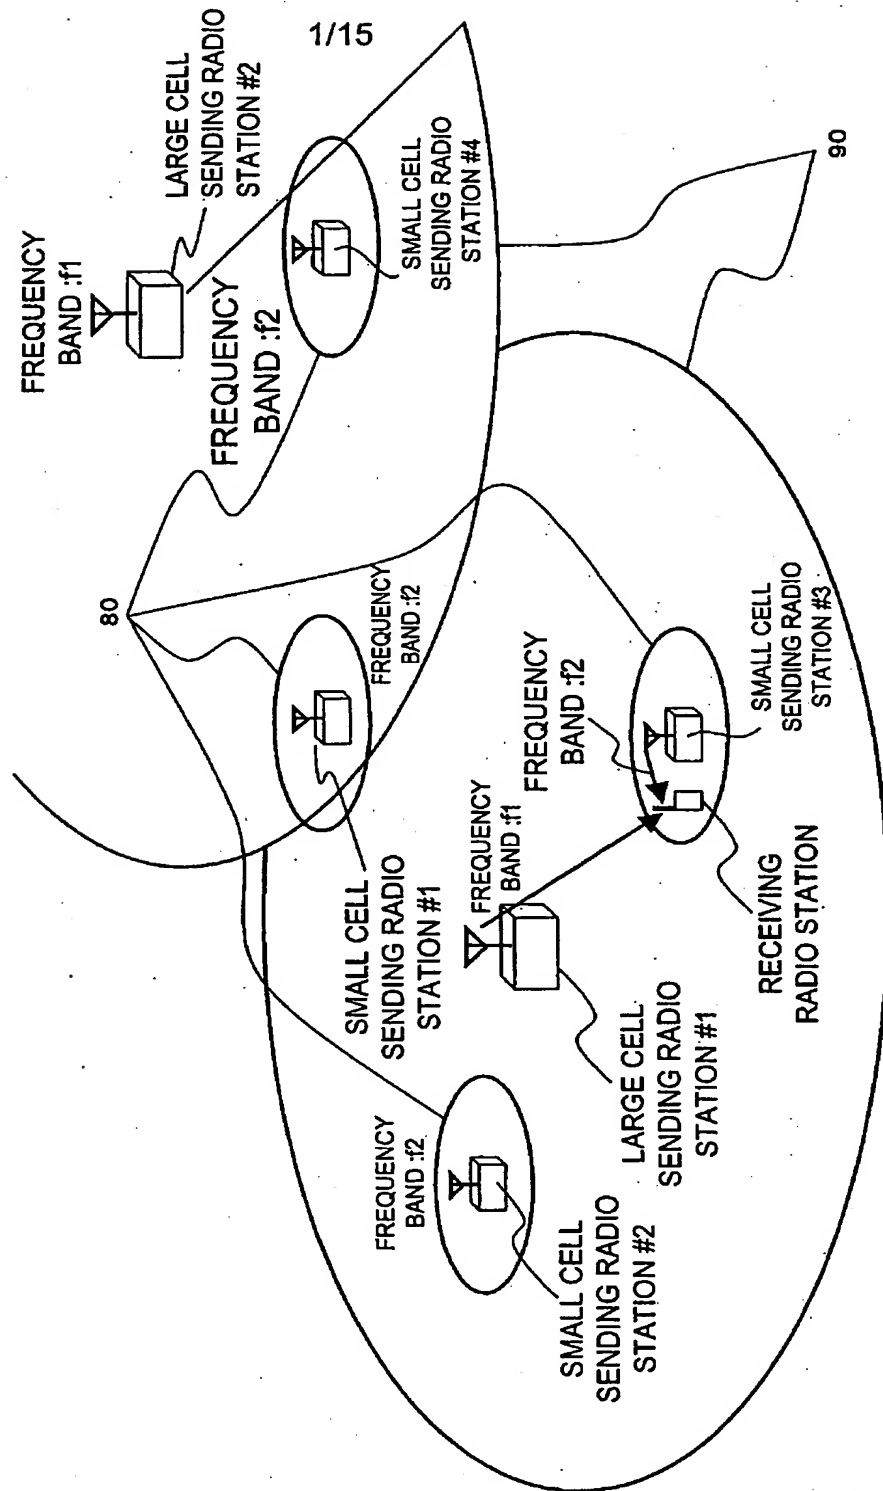 1/15
FREQUENCY
BAND :f1
LARGE CELL
SENDING RADIO
STATION #2
FREQUENCY
BAND :f2
SMALL CELL
SENDING RADIO
STATION #4
80
90
FREQUENCY
BAND :f2
SMALL CELL
SENDING RADIO
STATION #1
FREQUENCY
BAND :f1
FREQUENCY
BAND :f2
SMALL CELL
SENDING RADIO
STATION #3
RECEIVING
RADIO STATION
LARGE CELL
SENDING RADIO
STATION #1
FREQUENCY
BAND :f2
SMALL CELL
SENDING RADIO
STATION #2